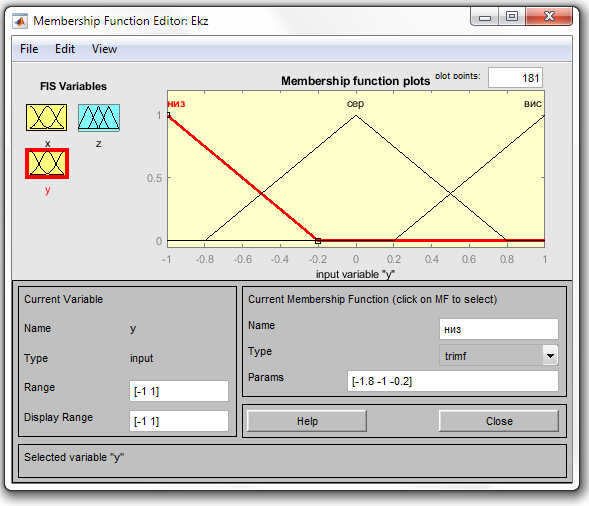 Membership Function Editor: Ekz
File Edit View
FIS Variables
Membership function plots plot points: 181
x z
y
низ сер вис
1
0.5
0
-1 -0.8 -0.6 -0.4 -0.2 0 0.2 0.4 0.6 0.8 1
input variable "y"
Current Variable
Name y
Type input
Range [-1 1]
Display Range [-1 1]
Current Membership Function (click on MF to select)
Name низ
Type trimf
Params [-1.8 -1 -0.2]
Help Close
Selected variable "y"